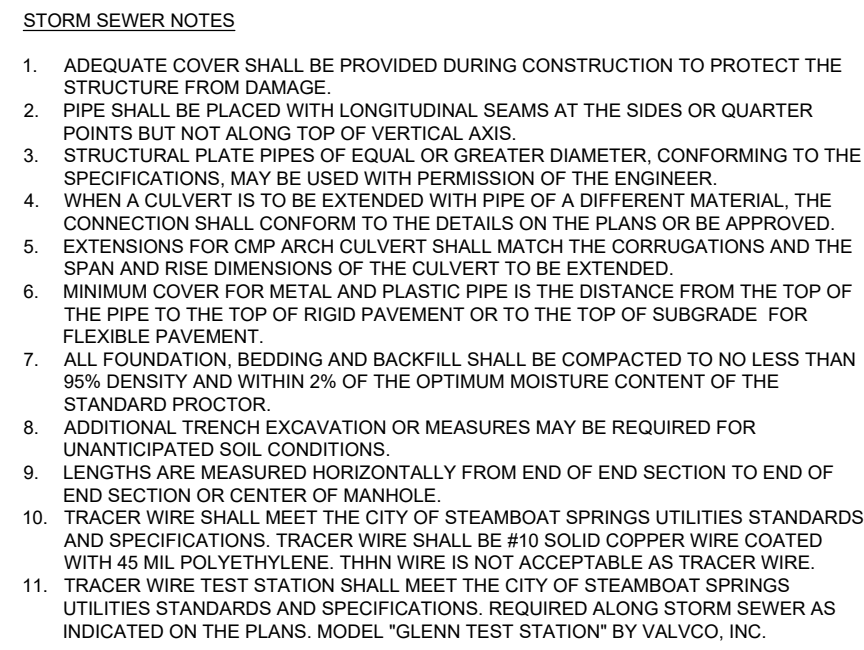 STORM SEWER NOTES
1. ADEQUATE COVER SHALL BE PROVIDED DURING CONSTRUCTION TO PROTECT THE
STRUCTURE FROM DAMAGE.
2. PIPE SHALL BE PLACED WITH LONGITUDINAL SEAMS AT THE SIDES OR QUARTER
POINTS BUT NOT ALONG TOP OF VERTICAL AXIS.
3. STRUCTURAL PLATE PIPES OF EQUAL OR GREATER DIAMETER, CONFORMING TO THE
SPECIFICATIONS, MAY BE USED WITH PERMISSION OF THE ENGINEER.
4. WHEN A CULVERT IS TO BE EXTENDED WITH PIPE OF A DIFFERENT MATERIAL, THE
CONNECTION SHALL CONFORM TO THE DETAILS ON THE PLANS OR BE APPROVED.
5. EXTENSIONS FOR CMP ARCH CULVERT SHALL MATCH THE CORRUGATIONS AND THE
SPAN AND RISE DIMENSIONS OF THE CULVERT TO BE EXTENDED.
6. MINIMUM COVER FOR METAL AND PLASTIC PIPE IS THE DISTANCE FROM THE TOP OF
THE PIPE TO THE TOP OF RIGID PAVEMENT OR TO THE TOP OF SUBGRADE FOR
FLEXIBLE PAVEMENT.
7. ALL FOUNDATION, BEDDING AND BACKFILL SHALL BE COMPACTED TO NO LESS THAN
95% DENSITY AND WITHIN 2% OF THE OPTIMUM MOISTURE CONTENT OF THE
STANDARD PROCTOR.
8. ADDITIONAL TRENCH EXCAVATION OR MEASURES MAY BE REQUIRED FOR
UNANTICIPATED SOIL CONDITIONS.
9. LENGTHS ARE MEASURED HORIZONTALLY FROM END OF END SECTION TO END OF
END SECTION OR CENTER OF MANHOLE.
10. TRACER WIRE SHALL MEET THE CITY OF STEAMBOAT SPRINGS UTILITIES STANDARDS
AND SPECIFICATIONS. TRACER WIRE SHALL BE #10 SOLID COPPER WIRE COATED
WITH 45 MIL POLYETHYLENE. THHN WIRE IS NOT ACCEPTABLE AS TRACER WIRE.
11. TRACER WIRE TEST STATION SHALL MEET THE CITY OF STEAMBOAT SPRINGS
UTILITIES STANDARDS AND SPECIFICATIONS. REQUIRED ALONG STORM SEWER AS
INDICATED ON THE PLANS. MODEL "GLENN TEST STATION" BY VALVCO, INC.